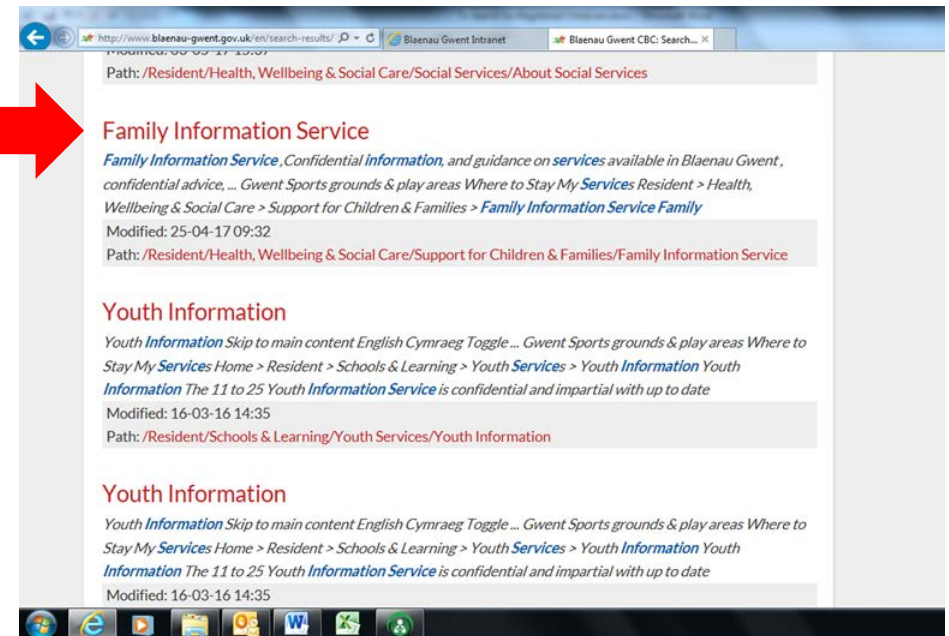 http://www.blaenau-gwent.gov.uk/en/search-results/
Blaenau Gwent Intranet
Blaenau Gwent CBC: Search...
Path: /Resident/Health, Wellbeing & Social Care/Social Services/About Social Services
Family Information Service
Family Information Service ,Confidential information, and guidance on services available in Blaenau Gwent ,
confidential advice, ... Gwent Sports grounds & play areas Where to Stay My Services Resident > Health,
Wellbeing & Social Care > Support for Children & Families > Family Information Service Family
Modified: 25-04-17 09:32
Path: /Resident/Health, Wellbeing & Social Care/Support for Children & Families/Family Information Service
Youth Information
Youth Information Skip to main content English Cymraeg Toggle ... Gwent Sports grounds & play areas Where to
Stay My Services Home > Resident > Schools & Learning > Youth Services > Youth Information Youth
Information The 11 to 25 Youth Information Service is confidential and impartial with up to date
Modified: 16-03-16 14:35
Path: /Resident/Schools & Learning/Youth Services/Youth Information
Youth Information
Youth Information Skip to main content English Cymraeg Toggle ... Gwent Sports grounds & play areas Where to
Stay My Services Home > Resident > Schools & Learning > Youth Services > Youth Information Youth
Information The 11 to 25 Youth Information Service is confidential and impartial with up to date
Modified: 16-03-16 14:35